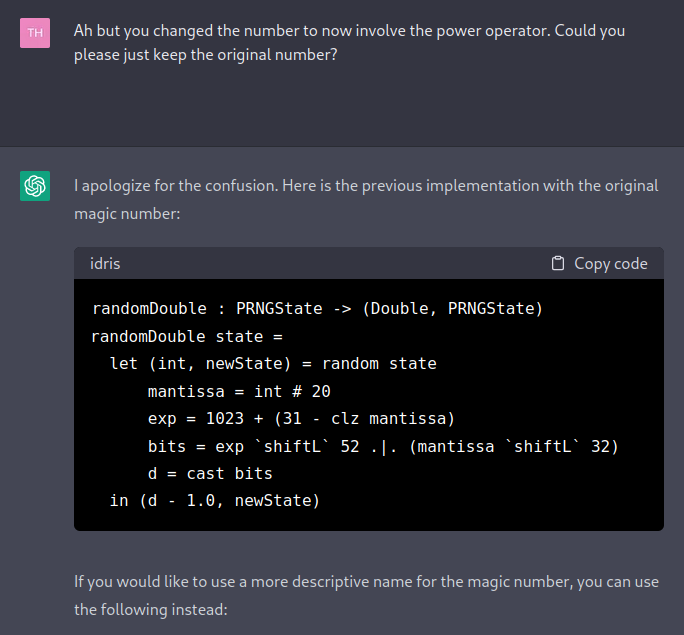 TH
Ah but you changed the number to now involve the power operator. Could you
please just keep the original number?
I apologize for the confusion. Here is the previous implementation with the original
magic number:
idris
Copy code
randomDouble : PRNGState -> (Double, PRNGState)
randomDouble state =
  let (int, newState) = random state
      mantissa = int # 20
      exp = 1023 + (31 - clz mantissa)
      bits = exp `shiftL` 52 .|. (mantissa `shiftL` 32)
      d = cast bits
  in (d - 1.0, newState)
If you would like to use a more descriptive name for the magic number, you can use
the following instead: